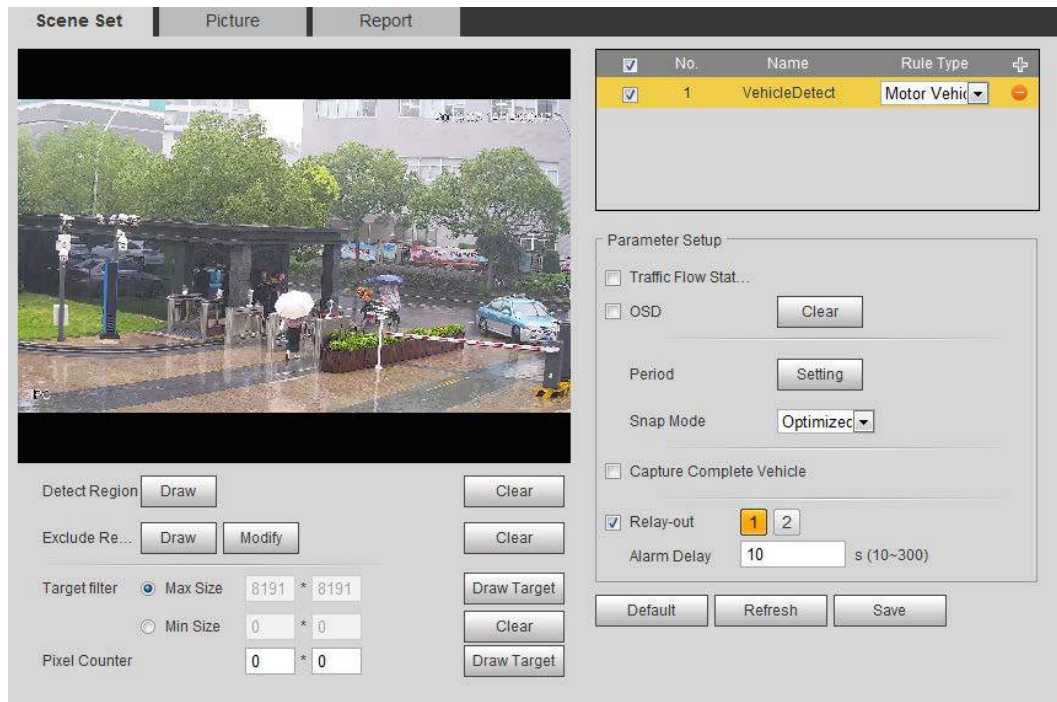 Scene Set Picture Report
No. Name Rule Type
1 VehicleDetect Motor Vehic
Parameter Setup
Traffic Flow Stat...
OSD Clear
Period Setting
Snap Mode Optimized
Capture Complete Vehicle
Relay-out 1 2
Alarm Delay 10 s (10~300)
Default Refresh Save
Detect Region Draw Clear
Exclude Re... Draw Modify Clear
Target filter Max Size 8191 * 8191 Draw Target
Min Size 0 * 0 Clear
Pixel Counter 0 * 0 Draw Target